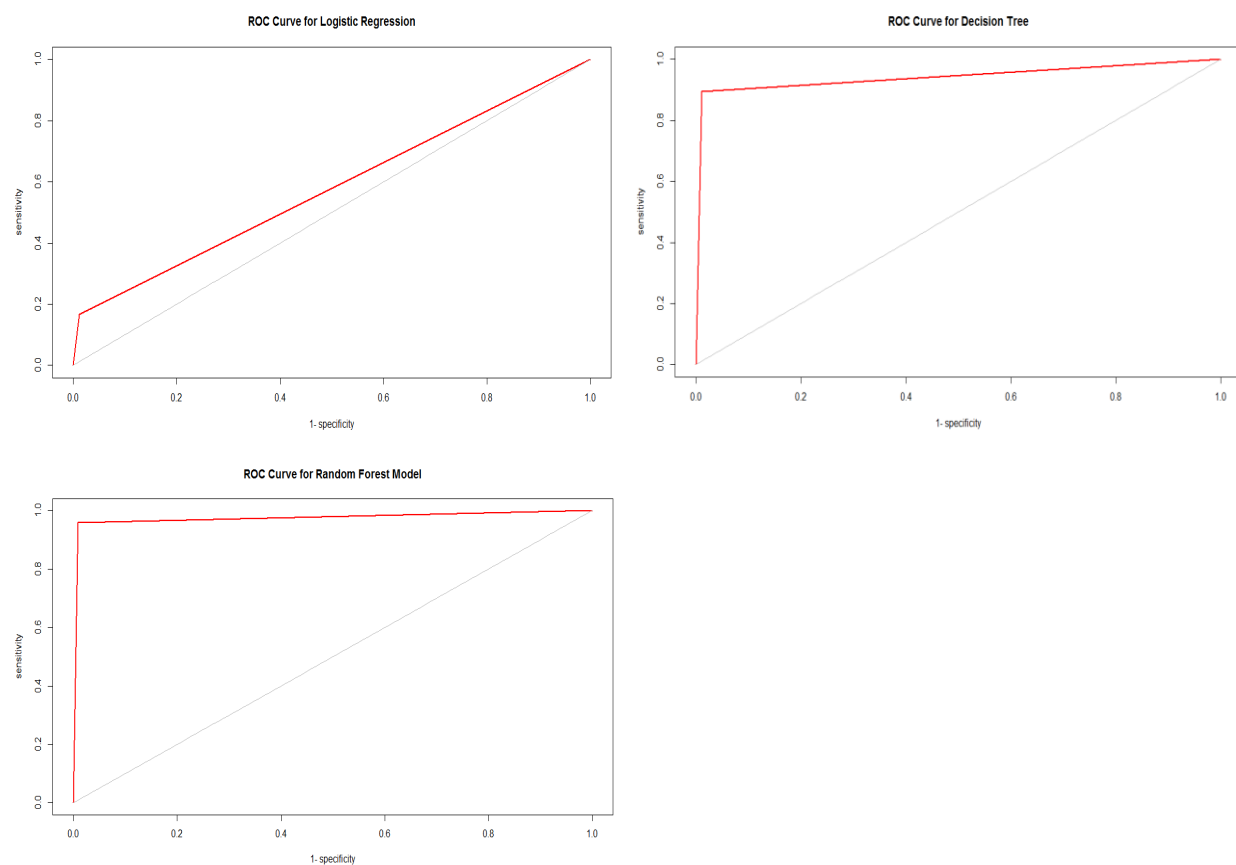 ROC Curve for Logistic Regression
1.0
0.8
0.6
0.4
0.2
0.0
sensitivity
0.0 0.2 0.4 0.6 0.8 1.0
1- specificity
ROC Curve for Decision Tree
1.0
0.8
0.6
0.4
0.2
0.0
sensitivity
0.0 0.2 0.4 0.6 0.8 1.0
1- specificity
ROC Curve for Random Forest Model
1.0
0.8
0.6
0.4
0.2
0.0
sensitivity
0.0 0.2 0.4 0.6 0.8 1.0
1- specificity